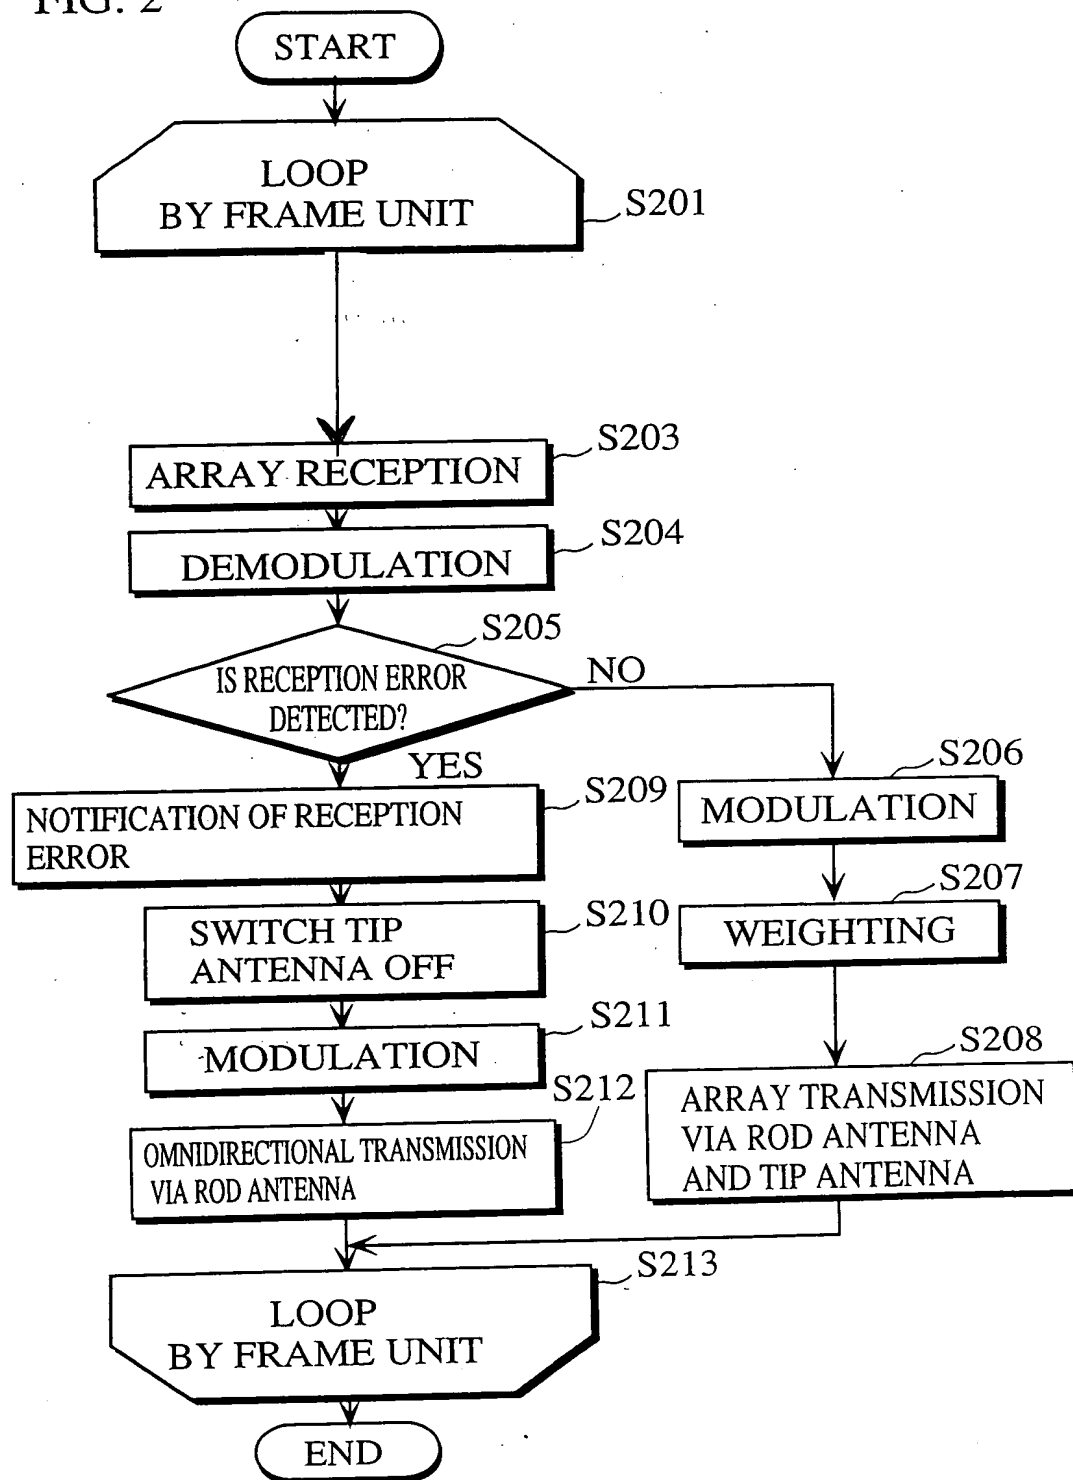 FIG. 2
START
LOOP
BY FRAME UNIT
S201
S203
ARRAY RECEPTION
S204
DEMODULATION
S205
IS RECEPTION ERROR
DETECTED?
NO
YES
S206
MODULATION
S209
NOTIFICATION OF RECEPTION
ERROR
S207
WEIGHTING
S210
SWITCH TIP
ANTENNA OFF
S211
MODULATION
S208
ARRAY TRANSMISSION
VIA ROD ANTENNA
AND TIP ANTENNA
S212
OMNIDIRECTIONAL TRANSMISSION
VIA ROD ANTENNA
S213
LOOP
BY FRAME UNIT
END